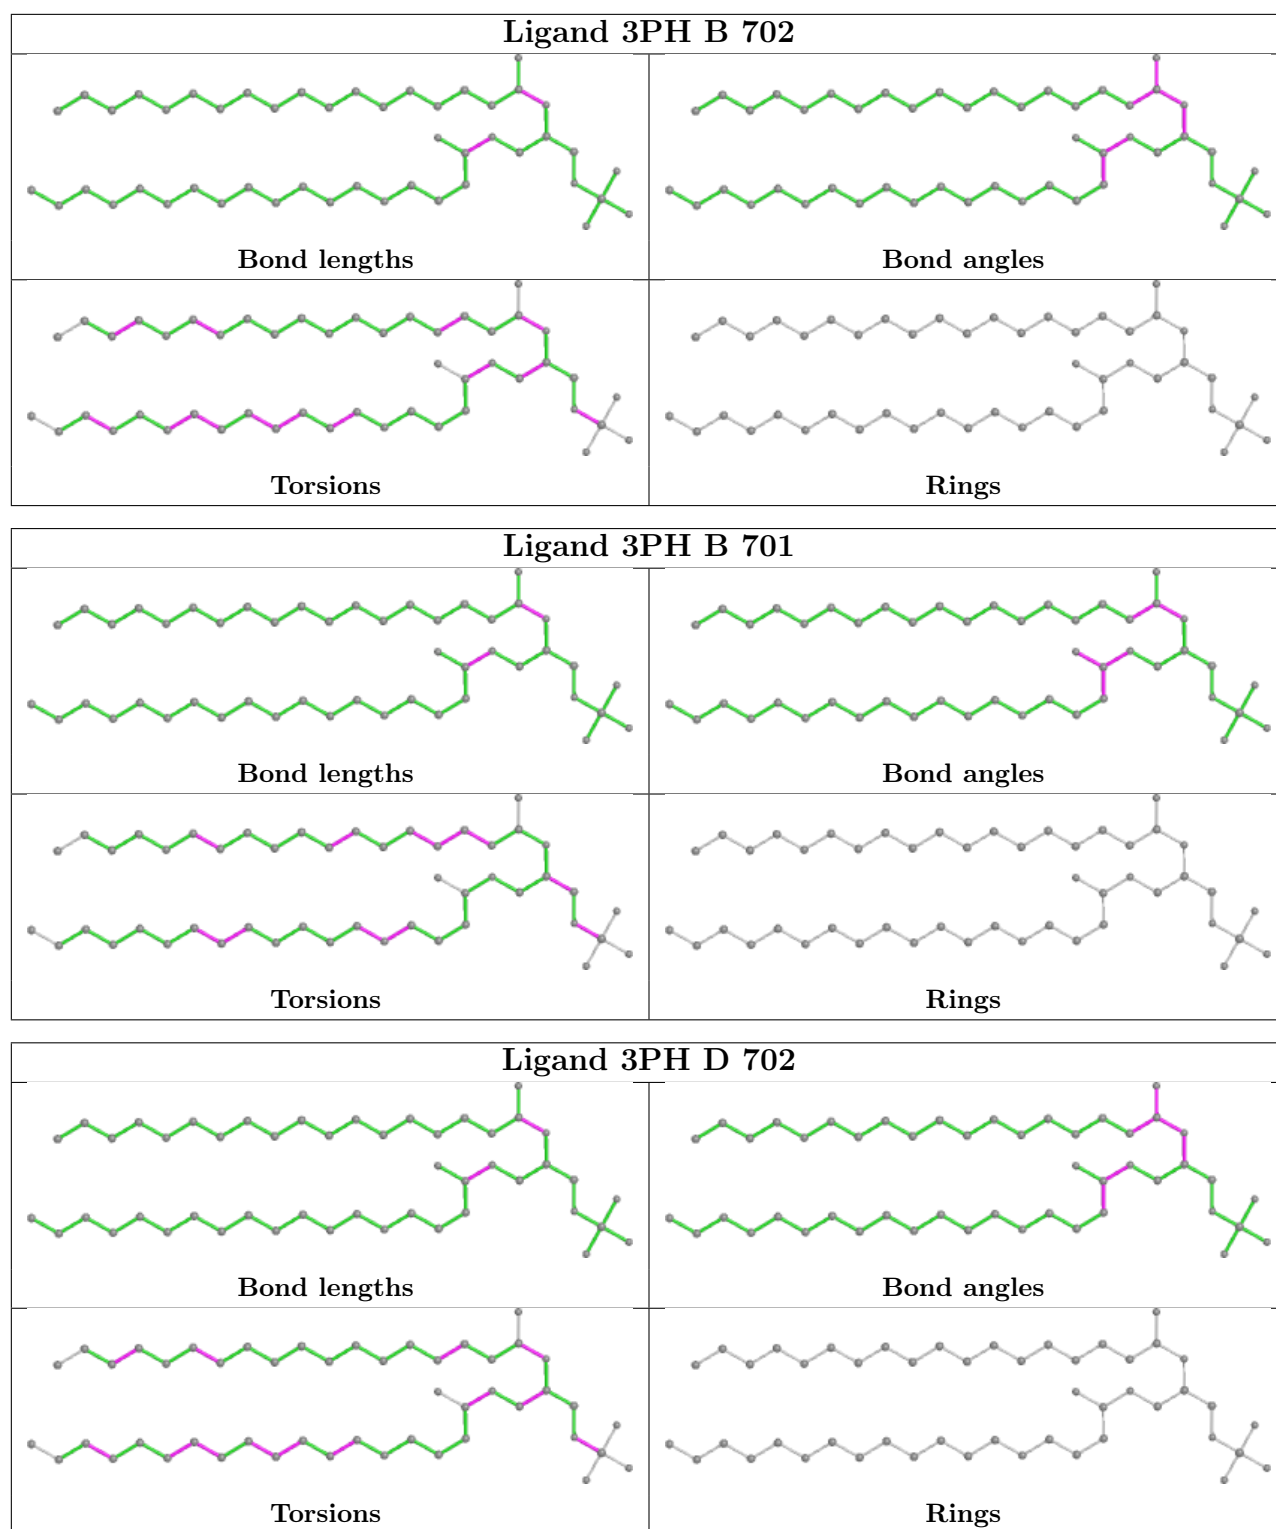 Ligand 3PH B 702
Bond lengths
Bond angles
Torsions
Rings
Ligand 3PH B 701
Bond lengths
Bond angles
Torsions
Rings
Ligand 3PH D 702
Bond lengths
Bond angles
Torsions
Rings